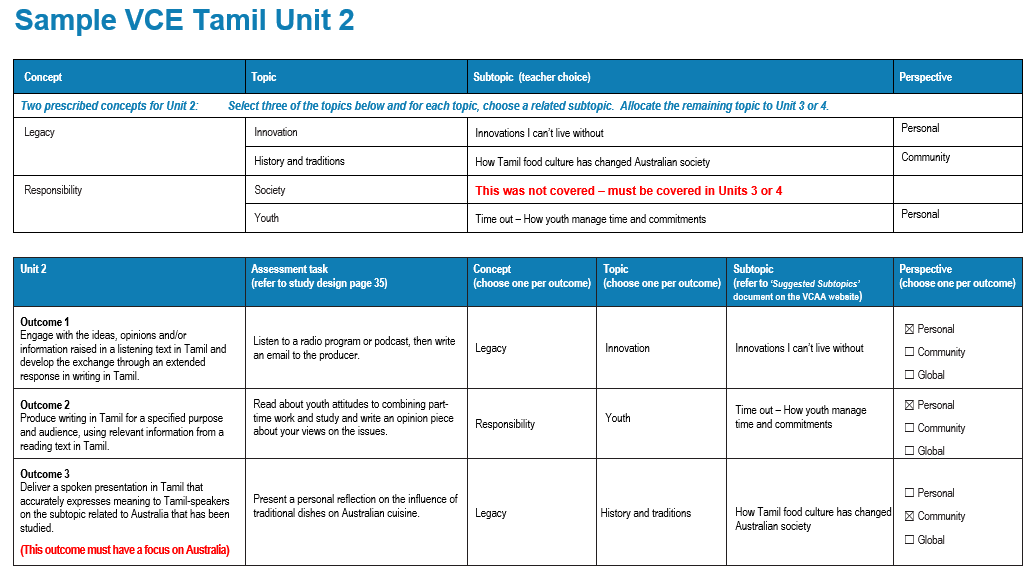 Sample VCE Tamil Unit 2
Concept Topic Subtopic (teacher choice) Perspective
Two prescribed concepts for Unit 2: Select three of the topics below and for each topic, choose a related subtopic. Allocate the remaining topic to Unit 3 or 4.
Legacy Innovation Innovations I can't live without Personal
History and traditions How Tamil food culture has changed Australian society Community
Responsibility Society This was not covered – must be covered in Units 3 or 4
Youth Time out – How youth manage time and commitments Personal
Unit 2
Assessment task
(refer to study design page 35)
Concept
(choose one per outcome)
Topic
(choose one per outcome)
Subtopic
(refer to 'Suggested Subtopics'
document on the VCAA website)
Perspective
(choose one per outcome)
Outcome 1
Engage with the ideas, opinions and/or
information raised in a listening text in Tamil and
develop the exchange through an extended
response in writing in Tamil.
Listen to a radio program or podcast, then write
an email to the producer.
Legacy
Innovation
Innovations I can't live without
☒ Personal
☐ Community
☐ Global
Outcome 2
Produce writing in Tamil for a specified purpose
and audience, using relevant information from a
reading text in Tamil.
Read about youth attitudes to combining part-
time work and study and write an opinion piece
about your views on the issues.
Responsibility
Youth
Time out – How youth manage
time and commitments
☒ Personal
☐ Community
☐ Global
Outcome 3
Deliver a spoken presentation in Tamil that
accurately expresses meaning to Tamil-speakers
on the subtopic related to Australia that has been
studied.
(This outcome must have a focus on Australia)
Present a personal reflection on the influence of
traditional dishes on Australian cuisine.
Legacy
History and traditions
How Tamil food culture has changed
Australian society
☐ Personal
☒ Community
☐ Global